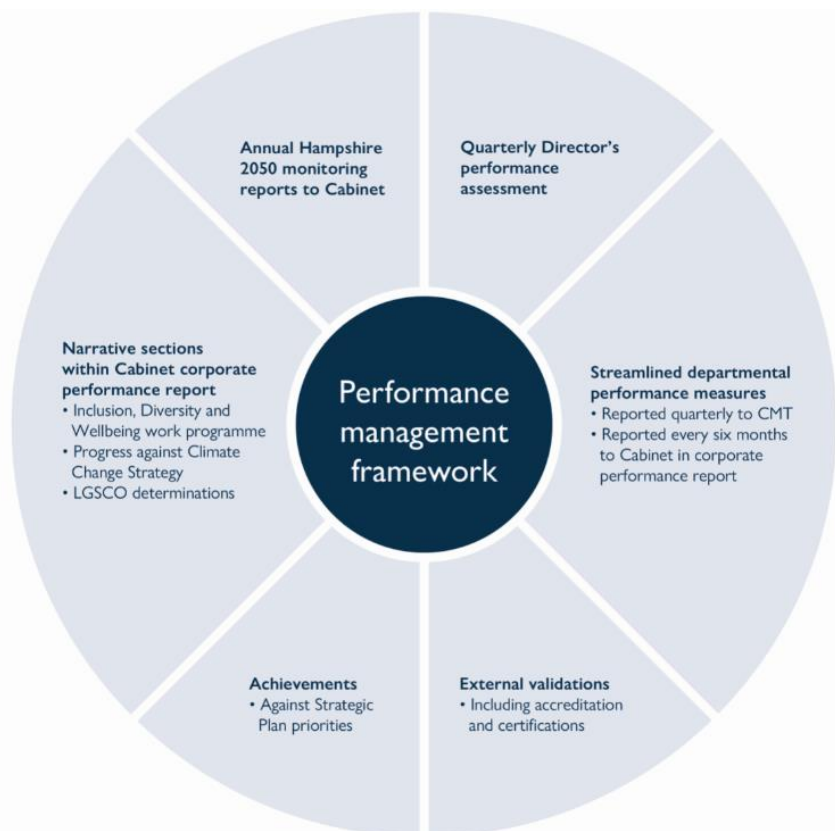 Annual Hampshire
2050 monitoring
reports to Cabinet
Quarterly Director’s
performance
assessment
Narrative sections
within Cabinet corporate
performance report
• Inclusion, Diversity and
Wellbeing work programme
• Progress against Climate
Change Strategy
• LGSCO determinations
Performance
management
framework
Streamlined departmental
performance measures
• Reported quarterly to CMT
• Reported every six months
to Cabinet in corporate
performance report
Achievements
• Against Strategic
Plan priorities
External validations
• Including accreditation
and certifications